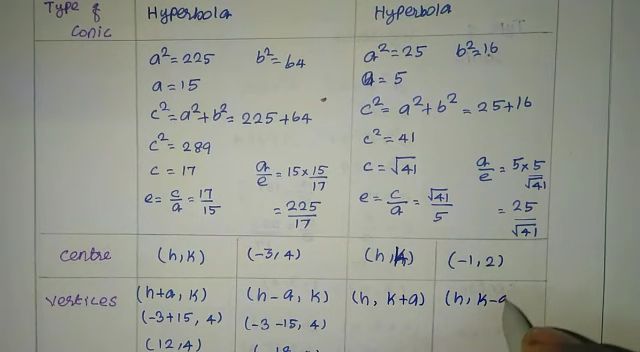 Type of Conic
Hyperbola
Hyperbola
a²=225 b²=64
a=15
c²=a²+b²=225+64
c²=289
c=17 a/e=15×15/17
e=c/a=17/15 =225/17
a²=25 b²=16
a=5
c²=a²+b²=25+16
c²=41
c=√41 a/e=5×5/√41
e=c/a=√41/5 =25/√41
centre (h,k) (-3,4) (h,k) (-1,2)
vertices (h+a, k) (h-a, k) (h, k+a) (h, k-a
(-3+15, 4) (-3-15, 4)
(12,4)